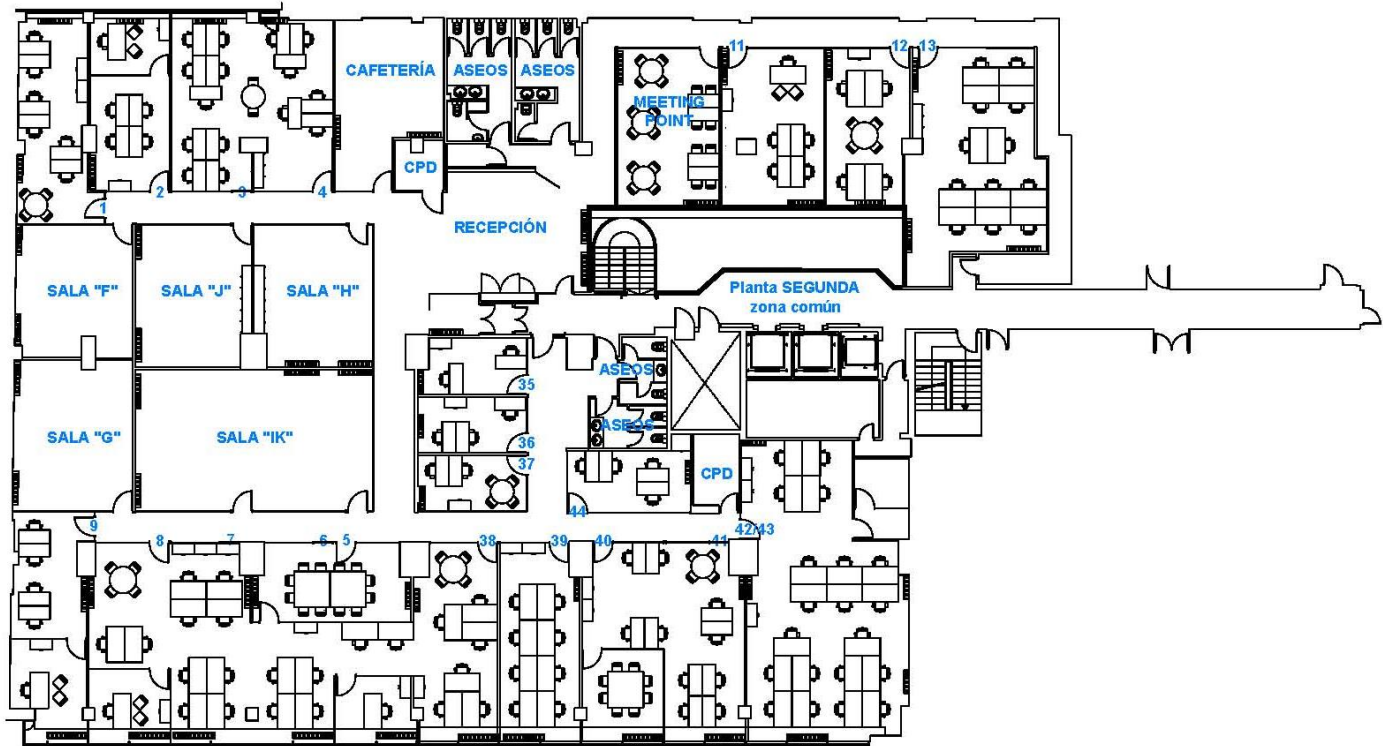 11
12
13
CAFETERÍA
ASEOS
ASEOS
MEETING
POINT
CPD
2
3
4
1
RECEPCIÓN
SALA "F"
SALA "J"
SALA "H"
Planta SEGUNDA
zona común
35
ASEOS
36
ASEOS
SALA "G"
SALA "IK"
37
CPD
44
9
42/43
8
7
6
5
38
39
40
41